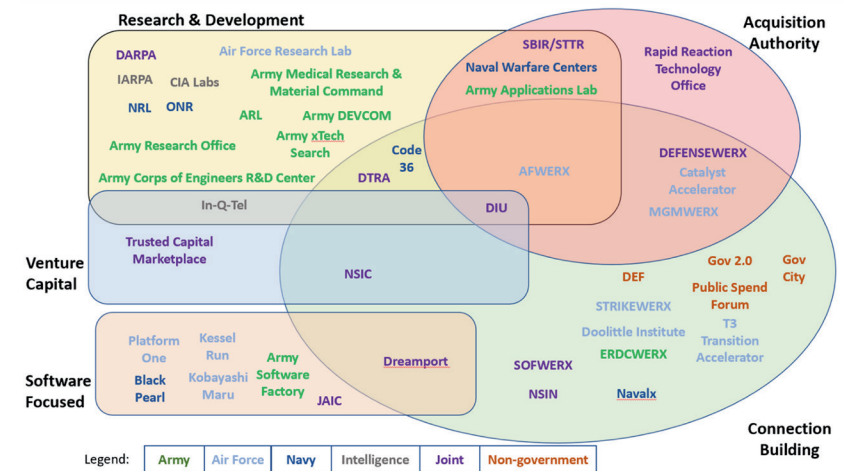 Research & Development
Acquisition
Authority
DARPA
Air Force Research Lab
SBIR/STTR
Rapid Reaction
Technology
Office
IARPA
CIA Labs
Army Medical Research &
Material Command
Naval Warfare Centers
Army Applications Lab
NRL
ONR
ARL
Army DEVCOM
Army Research Office
Army xTech
Search
Code
36
DEFENSEWERX
Army Corps of Engineers R&D Center
DTRA
AFWERX
Catalyst
Accelerator
In-Q-Tel
DIU
MGMWERX
Trusted Capital
Marketplace
Venture
Capital
NSIC
DEF
Gov 2.0
Gov
City
Public Spend
Forum
STRIKEWERX
Doolittle Institute
T3
Transition
Accelerator
Platform
One
Kessel
Run
Army
Software
Factory
Dreamport
SOFWERX
ERDCWERX
Software
Focused
Black
Pearl
Kobayashi
Maru
JAIC
NSIN
Navalx
Connection
Building
Legend:
Army
Air Force
Navy
Intelligence
Joint
Non-government